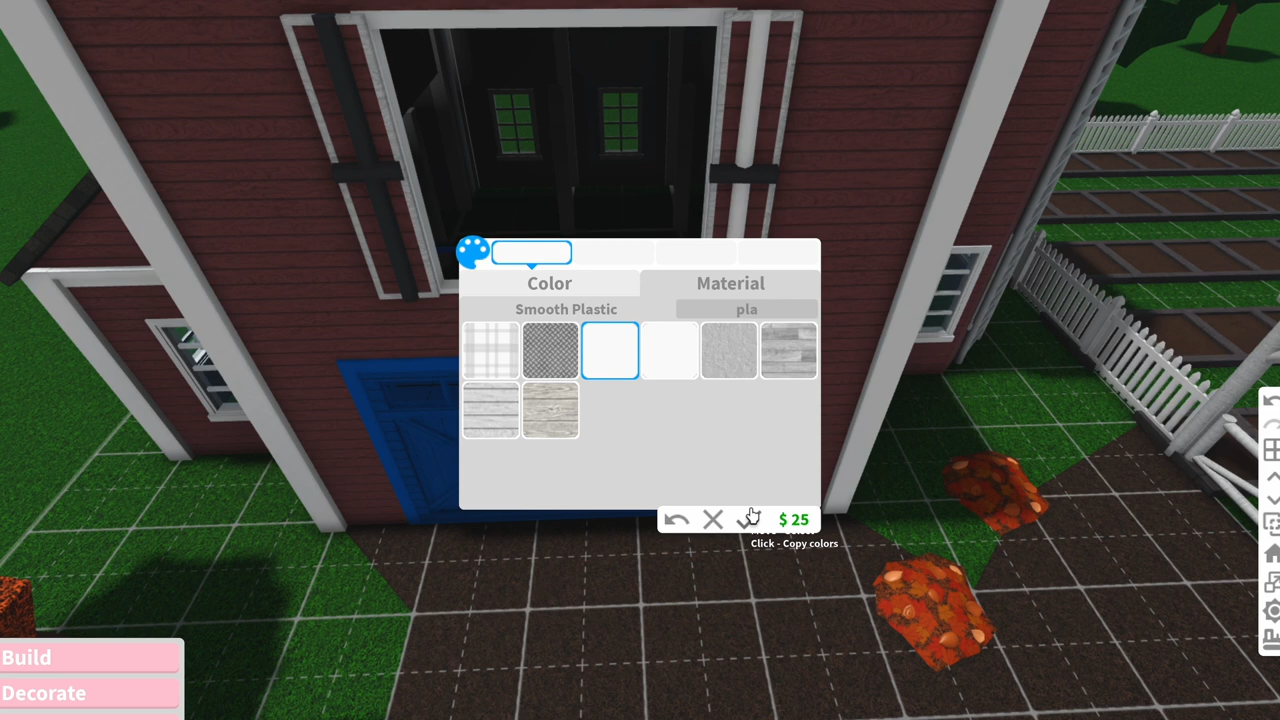 Color
Material
Smooth Plastic
pla
$ 25
Click - Copy colors
Build
Decorate